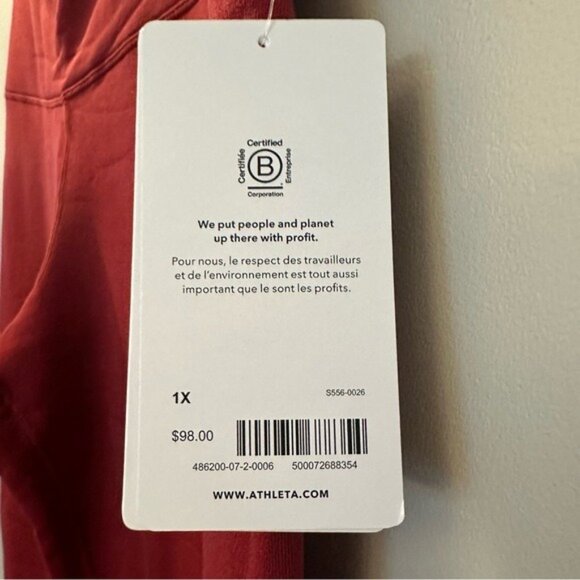 Certified
Certifiée
B
Entreprise
Corporation
We put people and planet
up there with profit.
Pour nous, le respect des travailleurs
et de l'environnement est tout aussi
important que le sont les profits.
1X
S556-0026
$98.00
486200-07-2-0006 500072688354
WWW.ATHLETA.COM